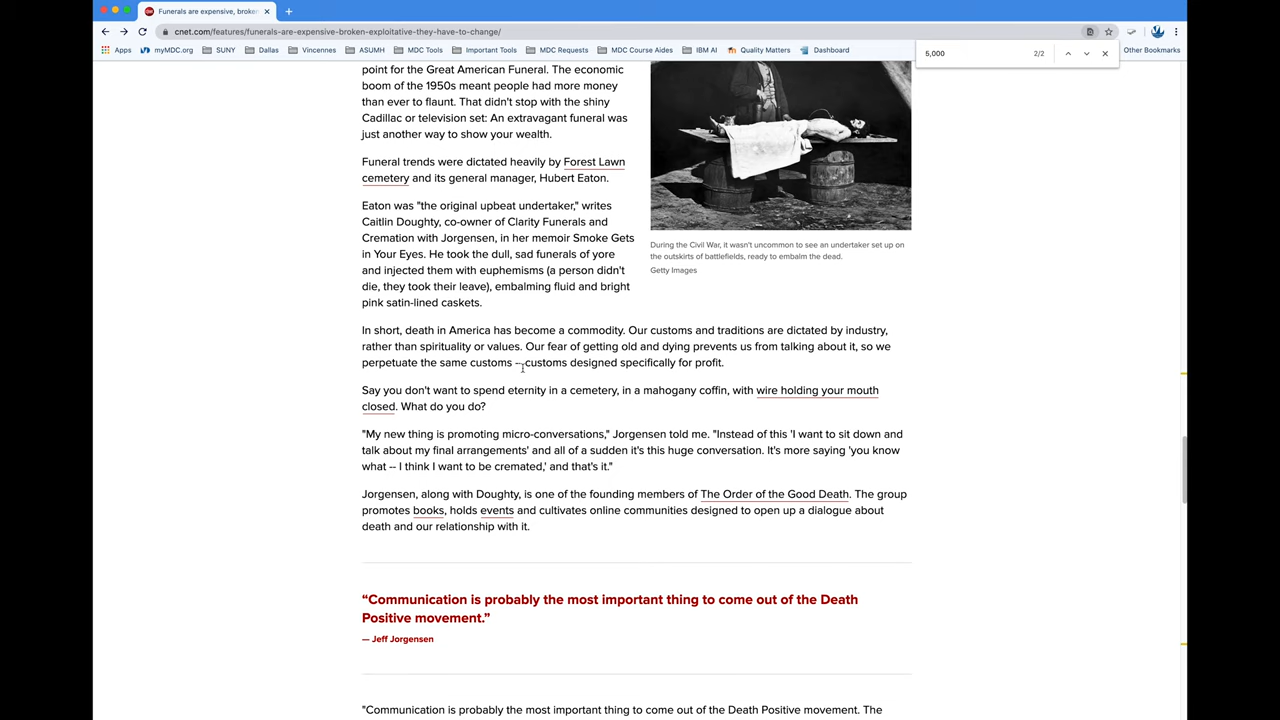 Funerals are expensive, broke
cnet.com/features/funerals-are-expensive-broken-exploitative-they-have-to-change/
Apps myMDC.org SUNY Dallas Vincennes ASUMH MDC Tools Important Tools MDC Requests MDC Course Aides IBM AI Quality Matters Dashboard Other Bookmarks
5,000 2/2
point for the Great American Funeral. The economic
boom of the 1950s meant people had more money
than ever to flaunt. That didn't stop with the shiny
Cadillac or television set: An extravagant funeral was
just another way to show your wealth.
Funeral trends were dictated heavily by Forest Lawn
cemetery and its general manager, Hubert Eaton.
Eaton was "the original upbeat undertaker," writes
Caitlin Doughty, co-owner of Clarity Funerals and
Cremation with Jorgensen, in her memoir Smoke Gets
in Your Eyes. He took the dull, sad funerals of yore
and injected them with euphemisms (a person didn't
die, they took their leave), embalming fluid and bright
pink satin-lined caskets.
During the Civil War, it wasn't uncommon to see an undertaker set up on
the outskirts of battlefields, ready to embalm the dead.
Getty Images
In short, death in America has become a commodity. Our customs and traditions are dictated by industry,
rather than spirituality or values. Our fear of getting old and dying prevents us from talking about it, so we
perpetuate the same customs -- customs designed specifically for profit.
Say you don't want to spend eternity in a cemetery, in a mahogany coffin, with wire holding your mouth
closed. What do you do?
"My new thing is promoting micro-conversations," Jorgensen told me. "Instead of this 'I want to sit down and
talk about my final arrangements' and all of a sudden it's this huge conversation. It's more saying 'you know
what -- I think I want to be cremated,' and that's it."
Jorgensen, along with Doughty, is one of the founding members of The Order of the Good Death. The group
promotes books, holds events and cultivates online communities designed to open up a dialogue about
death and our relationship with it.
“Communication is probably the most important thing to come out of the Death
Positive movement.”
— Jeff Jorgensen
"Communication is probably the most important thing to come out of the Death Positive movement. The